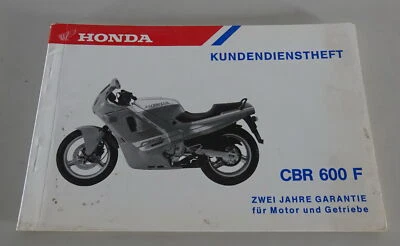 HONDA
KUNDENDIENSTHEFT
CBR 600 F
ZWEI JAHRE GARANTIE
für Motor und Getriebe